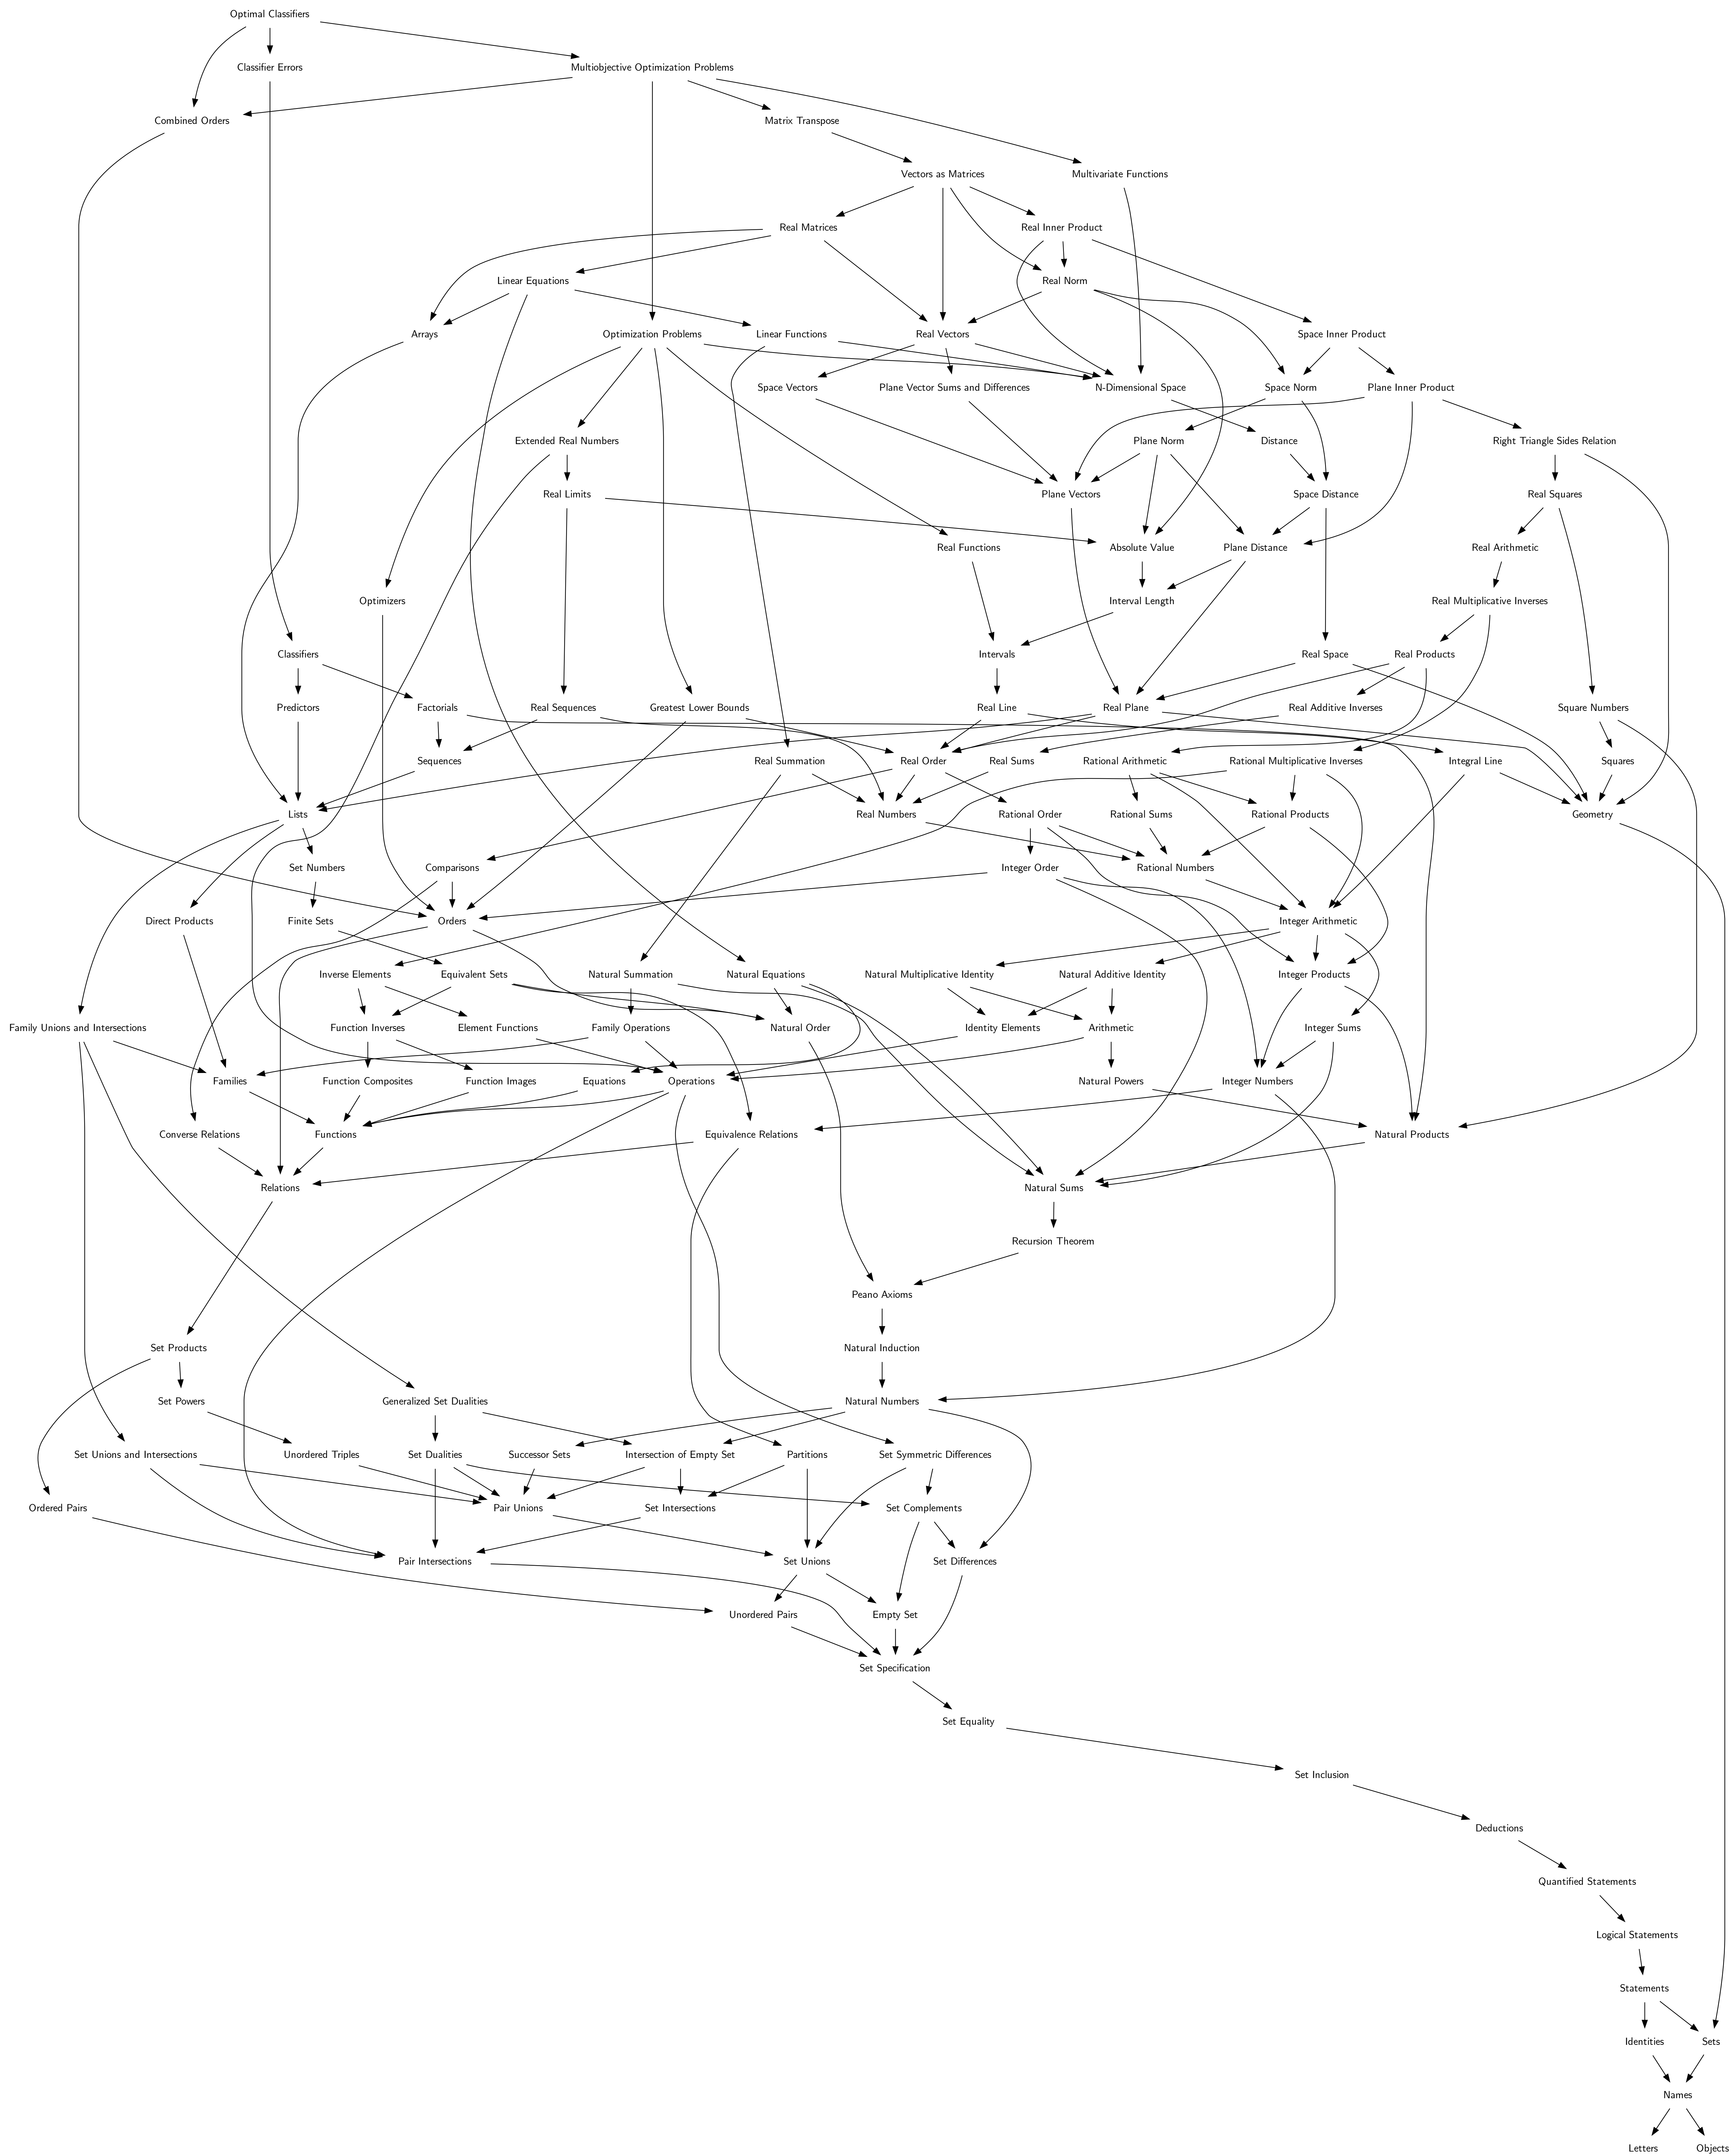 Optimal Classifiers
Classifier Errors
Multiobjective Optimization Problems
Combined Orders
Matrix Transpose
Vectors as Matrices
Multivariate Functions
Real Matrices
Real Inner Product
Linear Equations
Real Norm
Arrays
Optimization Problems
Linear Functions
Real Vectors
Space Inner Product
Space Vectors
Plane Vector Sums and Differences
N-Dimensional Space
Space Norm
Plane Inner Product
Extended Real Numbers
Plane Norm
Distance
Right Triangle Sides Relation
Real Limits
Plane Vectors
Space Distance
Real Squares
Real Functions
Absolute Value
Plane Distance
Real Arithmetic
Optimizers
Interval Length
Real Multiplicative Inverses
Classifiers
Intervals
Real Space
Real Products
Predictors
Factorials
Real Sequences
Greatest Lower Bounds
Real Line
Real Plane
Real Additive Inverses
Square Numbers
Sequences
Real Summation
Real Order
Real Sums
Rational Arithmetic
Rational Multiplicative Inverses
Integral Line
Squares
Lists
Real Numbers
Rational Order
Rational Sums
Rational Products
Geometry
Set Numbers
Comparisons
Integer Order
Rational Numbers
Direct Products
Finite Sets
Orders
Integer Arithmetic
Inverse Elements
Equivalent Sets
Natural Summation
Natural Equations
Natural Multiplicative Identity
Natural Additive Identity
Integer Products
Family Unions and Intersections
Function Inverses
Element Functions
Family Operations
Natural Order
Identity Elements
Arithmetic
Integer Sums
Families
Function Composites
Function Images
Equations
Operations
Natural Powers
Integer Numbers
Converse Relations
Functions
Equivalence Relations
Natural Products
Relations
Natural Sums
Recursion Theorem
Peano Axioms
Set Products
Natural Induction
Set Powers
Generalized Set Dualities
Natural Numbers
Set Unions and Intersections
Unordered Triples
Set Dualities
Successor Sets
Intersection of Empty Set
Partitions
Set Symmetric Differences
Ordered Pairs
Pair Unions
Set Intersections
Set Complements
Pair Intersections
Set Unions
Set Differences
Unordered Pairs
Empty Set
Set Specification
Set Equality
Set Inclusion
Deductions
Quantified Statements
Logical Statements
Statements
Identities
Sets
Names
Letters
Objects